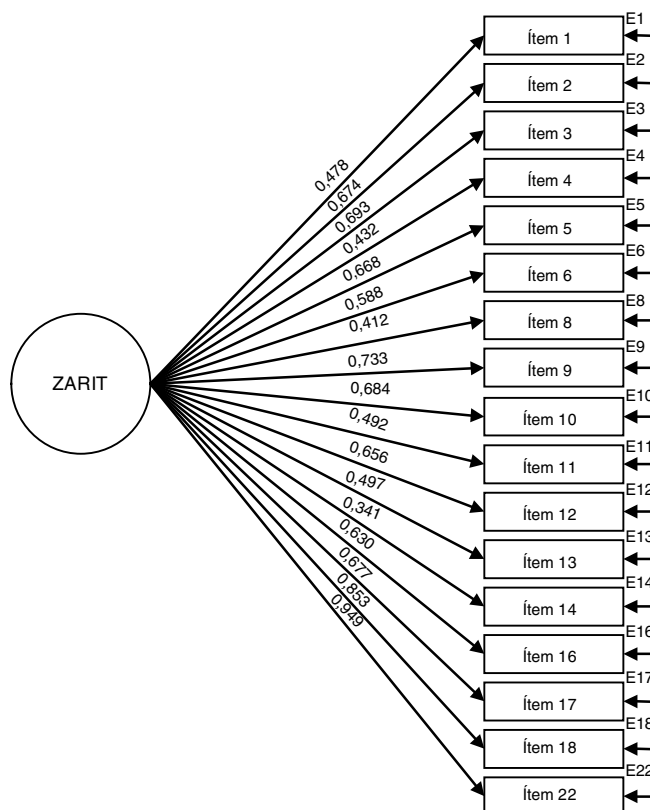 E1
Ítem 1
E2
Ítem 2
E3
Ítem 3
E4
Ítem 4
E5
Ítem 5
E6
Ítem 6
E8
Ítem 8
E9
Ítem 9
E10
Ítem 10
E11
Ítem 11
E12
Ítem 12
E13
Ítem 13
E14
Ítem 14
E16
Ítem 16
E17
Ítem 17
E18
Ítem 18
E22
Ítem 22
0,478
0,674
0,693
0,432
0,668
0,588
0,412
0,733
0,684
0,492
0,656
0,497
0,341
0,630
0,677
0,853
0,949
ZARIT